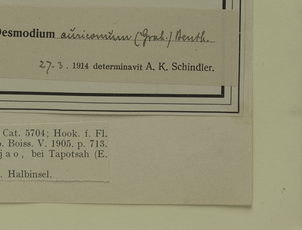 Desmodium auricomum (Grah.) Benth.
27.3.1914 determinavit A. K. Schindler.
Cat. 5704; Hook. f. Fl.
Boiss. V. 1905. p. 713.
jao, bei Tapotsah (E.
Halbinsel.